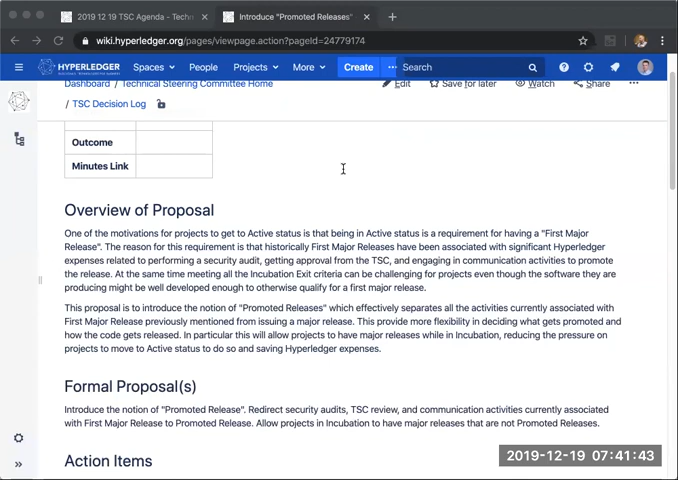 2019 12 19 TSC Agenda - Techn
Introduce "Promoted Releases"
wiki.hyperledger.org/pages/viewpage.action?pageId=24779174
HYPERLEDGER
Spaces
People
Projects
More
Create
Search
Dashboard / Technical Steering Committee Home
Edit
Save for later
Watch
Share
/ TSC Decision Log
Outcome
Minutes Link
Overview of Proposal
One of the motivations for projects to get to Active status is that being in Active status is a requirement for having a "First Major
Release". The reason for this requirement is that historically First Major Releases have been associated with significant Hyperledger
expenses related to performing a security audit, getting approval from the TSC, and engaging in communication activities to promote
the release. At the same time meeting all the Incubation Exit criteria can be challenging for projects even though the software they are
producing might be well developed enough to otherwise qualify for a first major release.
This proposal is to introduce the notion of "Promoted Releases" which effectively separates all the activities currently associated with
First Major Release previously mentioned from issuing a major release. This provide more flexibility in deciding what gets promoted and
how the code gets released. In particular this will allow projects to have major releases while in Incubation, reducing the pressure on
projects to move to Active status to do so and saving Hyperledger expenses.
Formal Proposal(s)
Introduce the notion of "Promoted Release". Redirect security audits, TSC review, and communication activities currently associated
with First Major Release to Promoted Release. Allow projects in Incubation to have major releases that are not Promoted Releases.
Action Items
2019-12-19 07:41:43